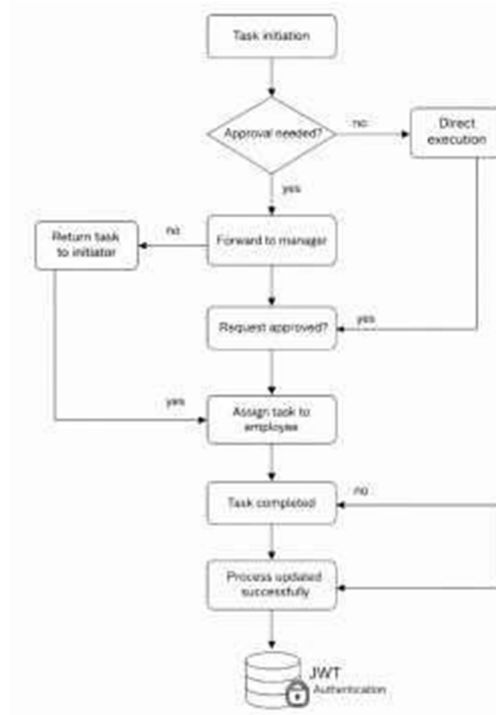 Task initiation
Approval needed?
no
Direct
execution
yes
Return task
to initiator
no
Forward to manager
Request approved?
yes
yes
Assign task to
employee
Task completed
no
Process updated
successfully
JWT
Authentication